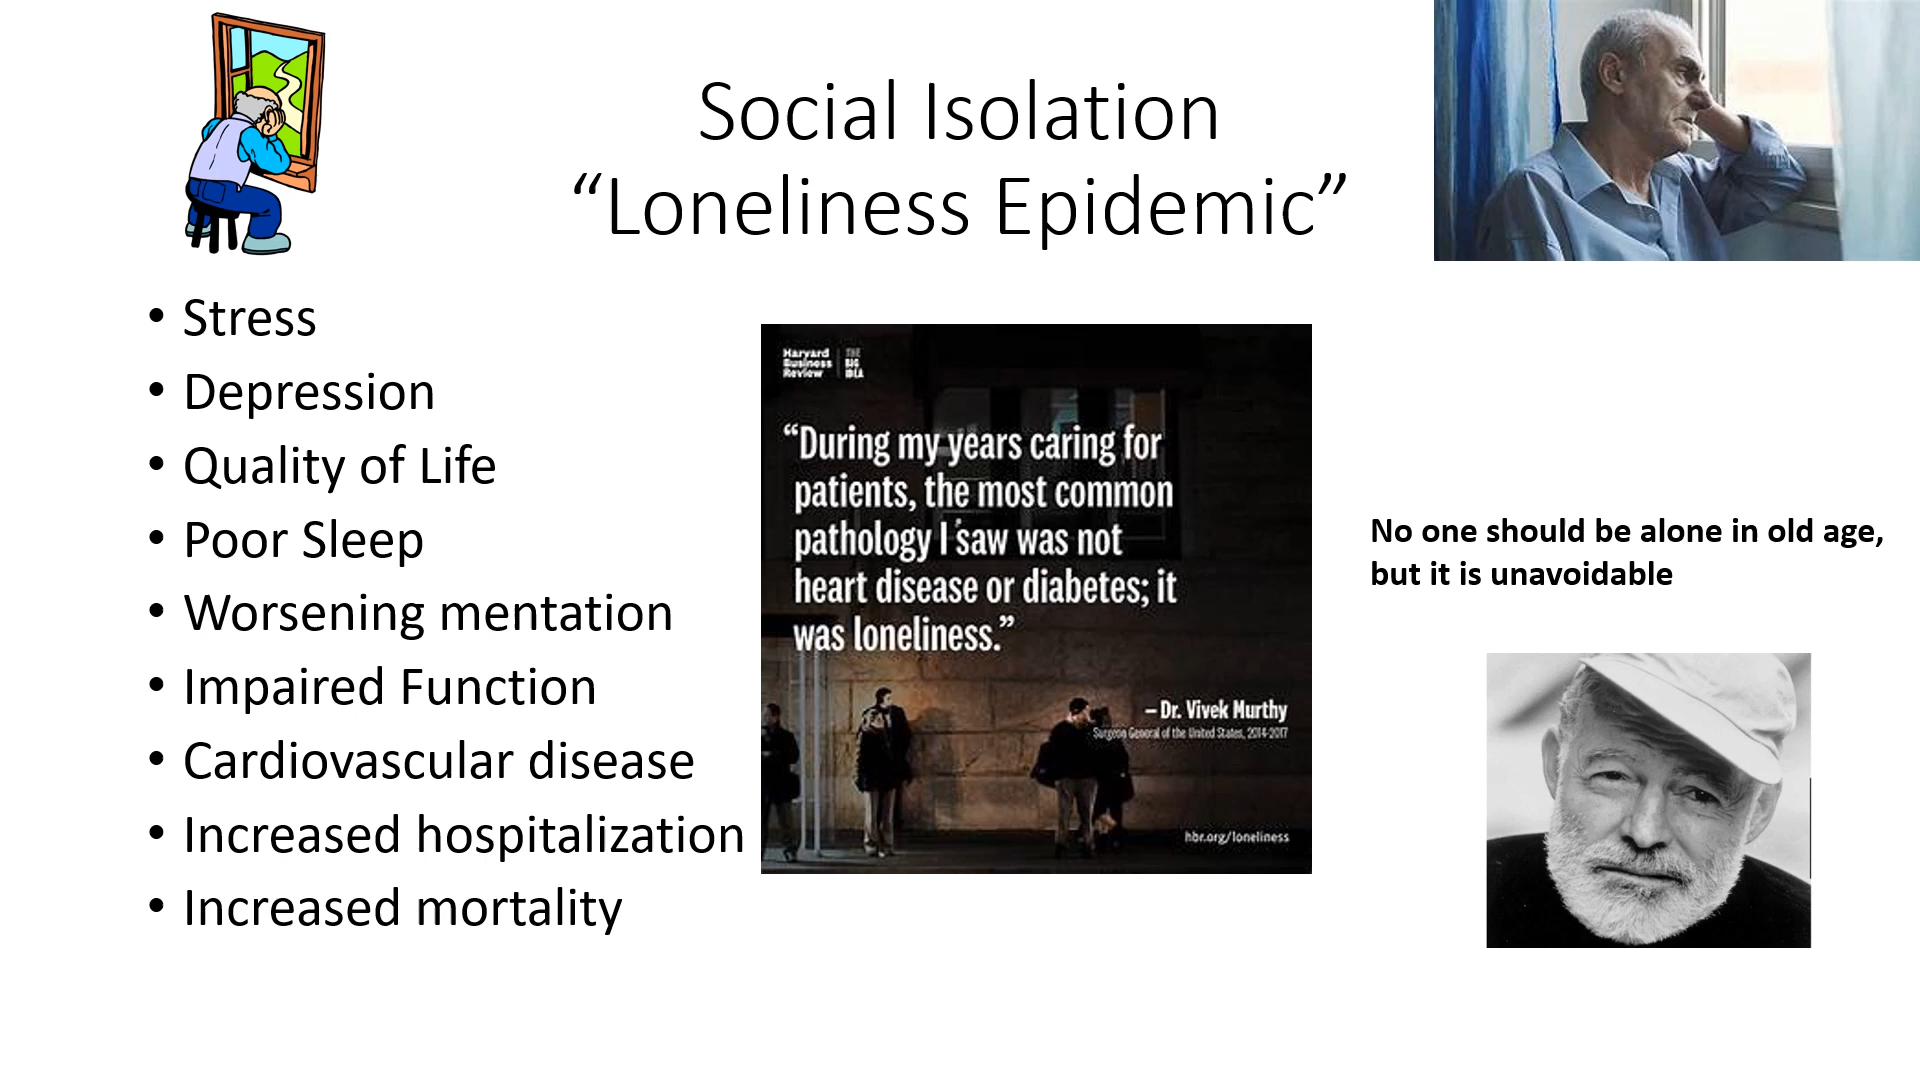 Social Isolation
“Loneliness Epidemic”
• Stress
• Depression
• Quality of Life
• Poor Sleep
• Worsening mentation
• Impaired Function
• Cardiovascular disease
• Increased hospitalization
• Increased mortality
Harvard
Business
Review
THE
BIG
IDEA
“During my years caring for
patients, the most common
pathology I saw was not
heart disease or diabetes; it
was loneliness.”
– Dr. Vivek Murthy
Surgeon General of the United States, 2014-2017
hbr.org/loneliness
No one should be alone in old age,
but it is unavoidable